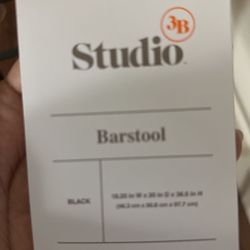 3B
Studio
Barstool
BLACK
18.25 in W x 20 in D x 38.5 in H
(46.3 cm x 50.8 cm x 97.7 cm)